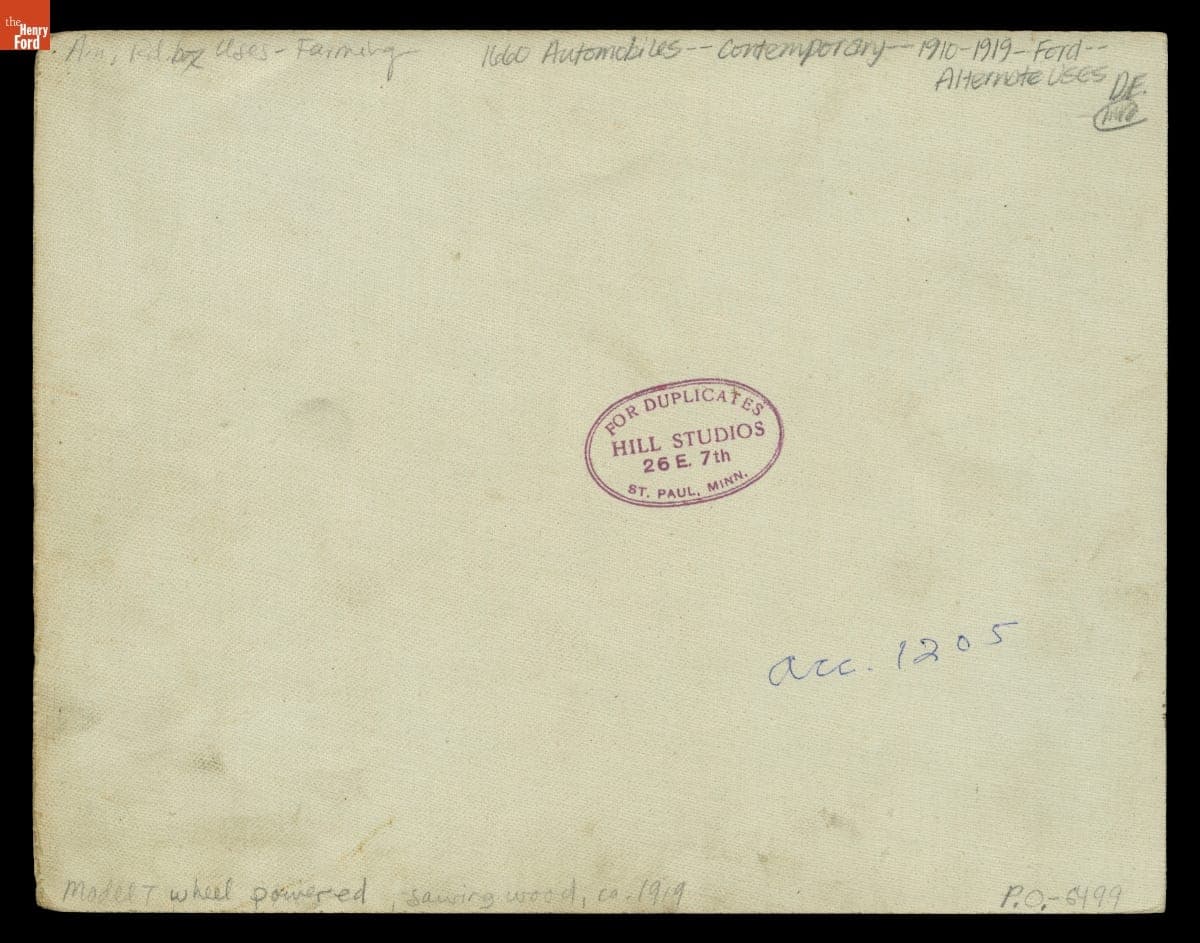 the
Henry
Ford
Uses - Farming
1660 Automobiles -- Contemporary -- 1910-1919 - Ford --
Alternate Uses
D.E.
FOR DUPLICATES
HILL STUDIOS
26 E. 7th
ST. PAUL, MINN.
acc. 1205
Model T wheel powered, sawing wood, ca. 1919
P.O.-5499